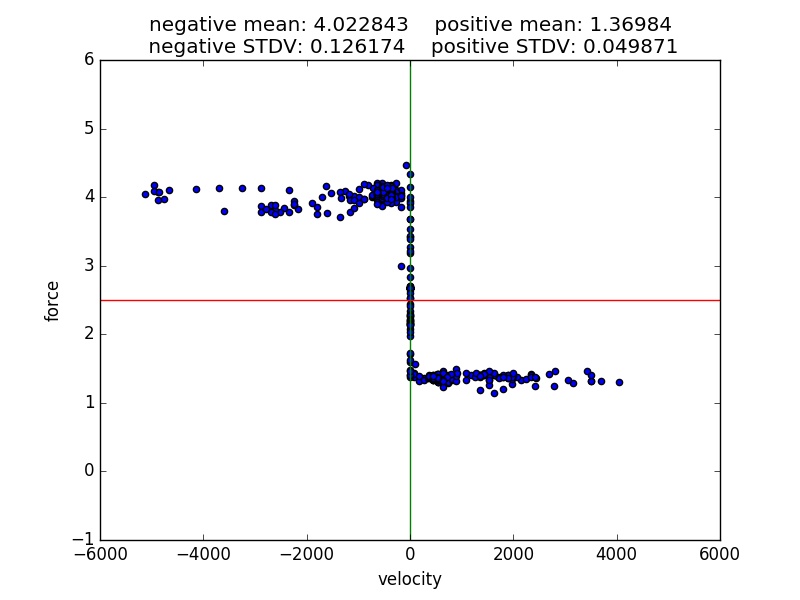 negative mean: 4.022843 positive mean: 1.36984
negative STDV: 0.126174 positive STDV: 0.049871
6
5
4
3
2
1
0
−1
−6000 −4000 −2000 0 2000 4000 6000
force
velocity